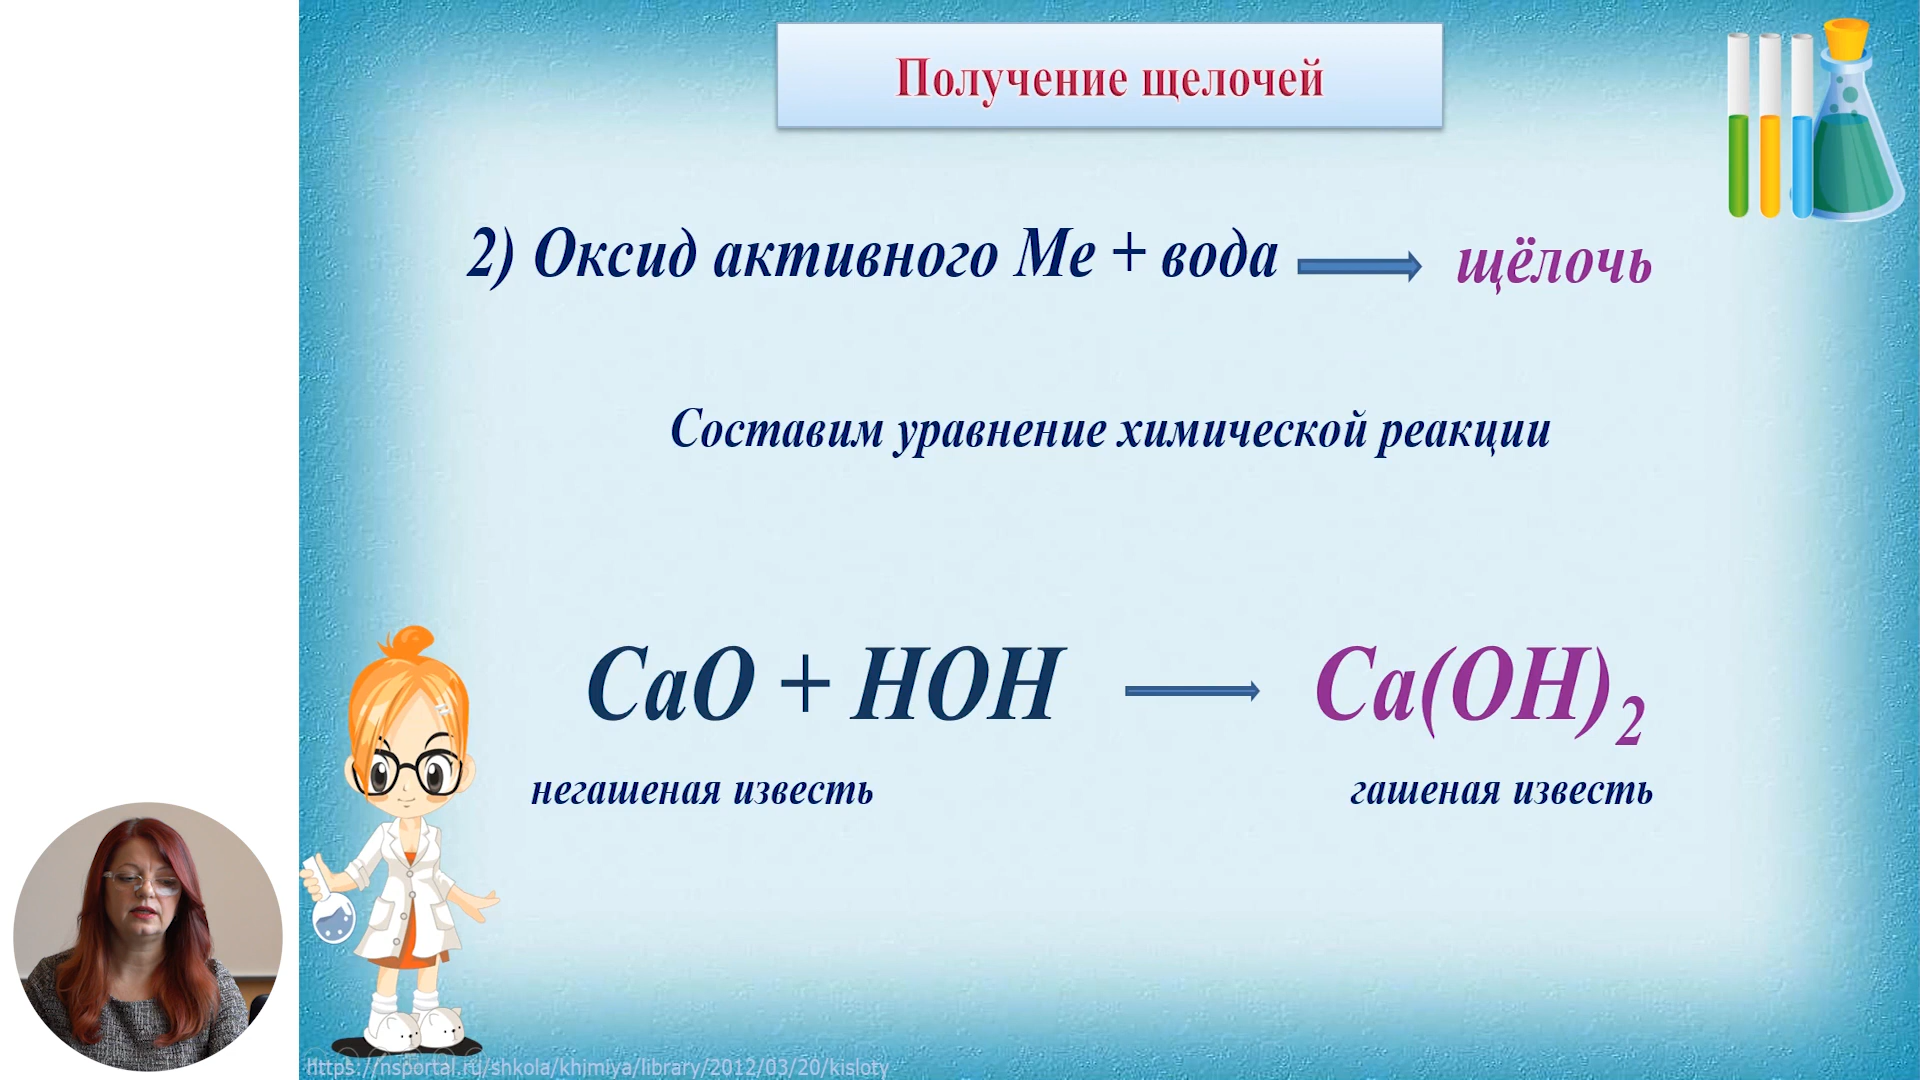 Получение щелочей
2) Оксид активного Ме + вода → щёлочь
Составим уравнение химической реакции
CaO + HOH → Ca(OH)₂
негашеная известь гашеная известь
https://nsportal.ru/shkola/khimiya/library/2012/03/20/kisloty